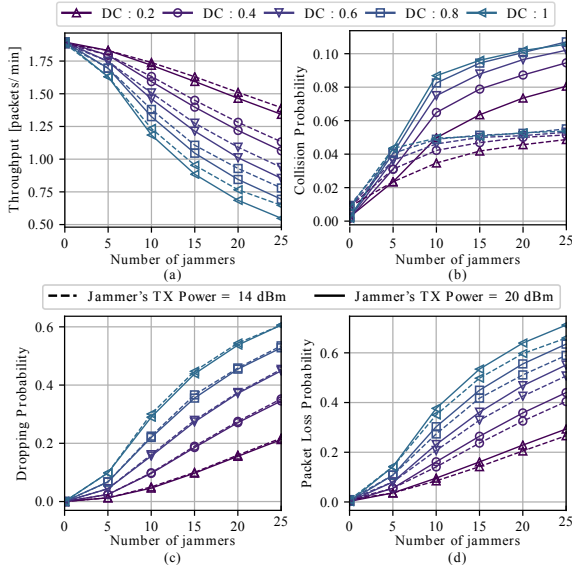 DC : 0.2 DC : 0.4 DC : 0.6 DC : 0.8 DC : 1
Throughput [packets/min]
1.75
1.50
1.25
1.00
0.75
0.50
0 5 10 15 20 25
Number of jammers
(a)
Collision Probability
0.10
0.08
0.06
0.04
0.02
0.00
0 5 10 15 20 25
Number of jammers
(b)
Jammer's TX Power = 14 dBm Jammer's TX Power = 20 dBm
Dropping Probability
0.6
0.4
0.2
0.0
0 5 10 15 20 25
Number of jammers
(c)
Packet Loss Probability
0.6
0.4
0.2
0.0
0 5 10 15 20 25
Number of jammers
(d)